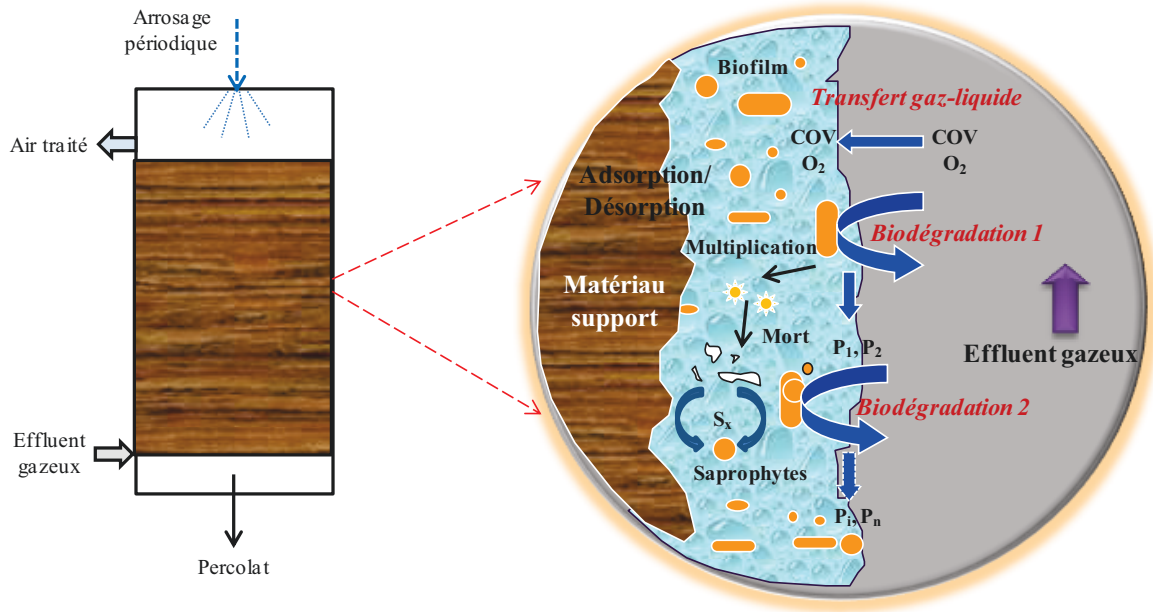 Arrosage
périodique
Air traité
Effluent
gazeux
Percolat
Biofilm
Transfert gaz-liquide
COV
O₂
COV
O₂
Adsorption/
Désorption
Biodégradation 1
Multiplication
Matériau
support
Mort
P₁, P₂
Effluent gazeux
Biodégradation 2
Sₓ
Saprophytes
Pᵢ, Pₙ